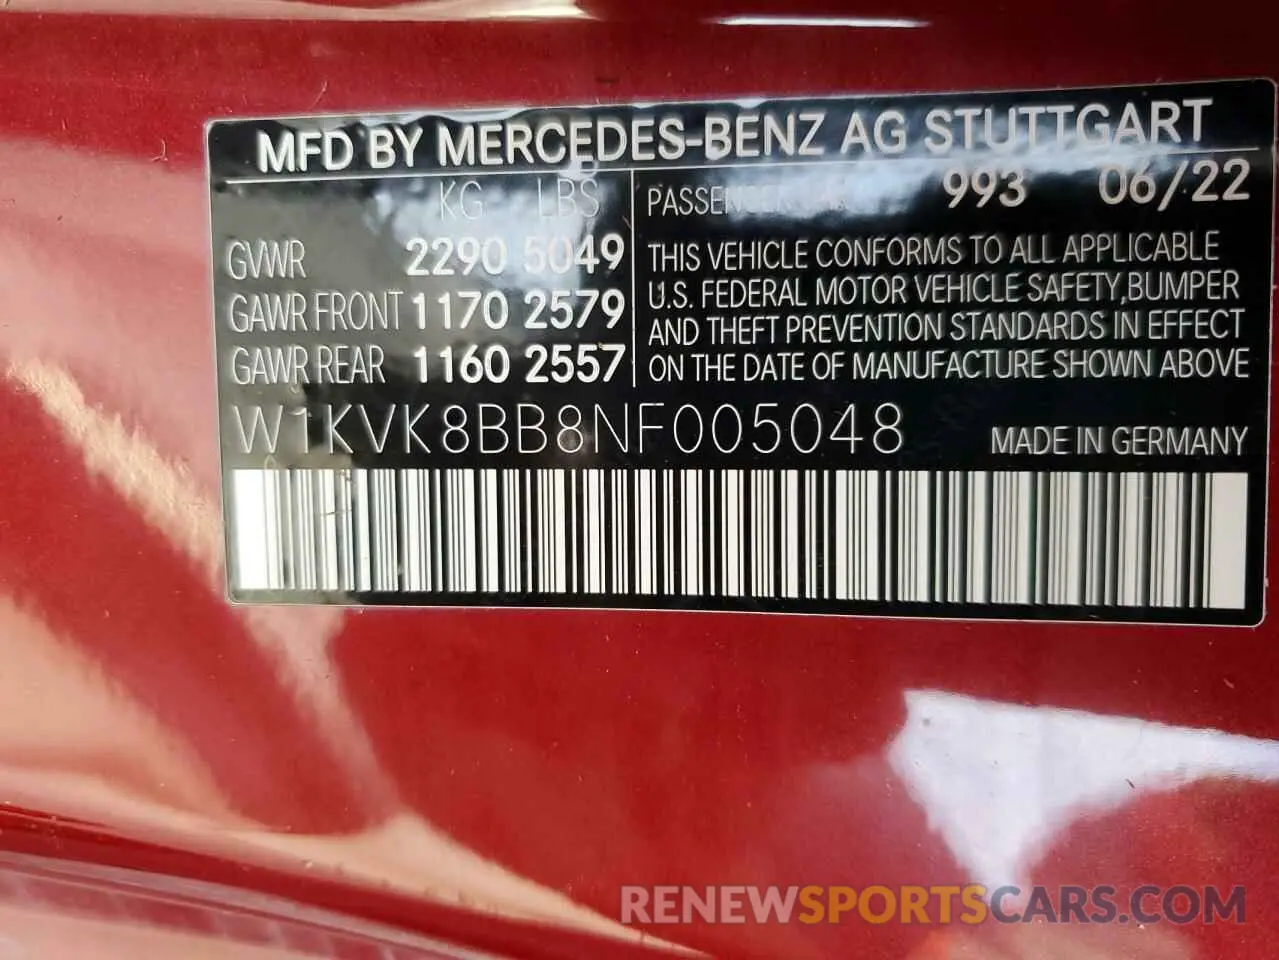 MFD BY MERCEDES-BENZ AG STUTTGART
KG LBS
GVWR 2290 5049
GAWR FRONT 1170 2579
GAWR REAR 1160 2557
PASSENGER 993 06/22
THIS VEHICLE CONFORMS TO ALL APPLICABLE
U.S. FEDERAL MOTOR VEHICLE SAFETY, BUMPER
AND THEFT PREVENTION STANDARDS IN EFFECT
ON THE DATE OF MANUFACTURE SHOWN ABOVE
W1KVK8BB8NF005048 MADE IN GERMANY
RENEWSPORTSCARS.COM